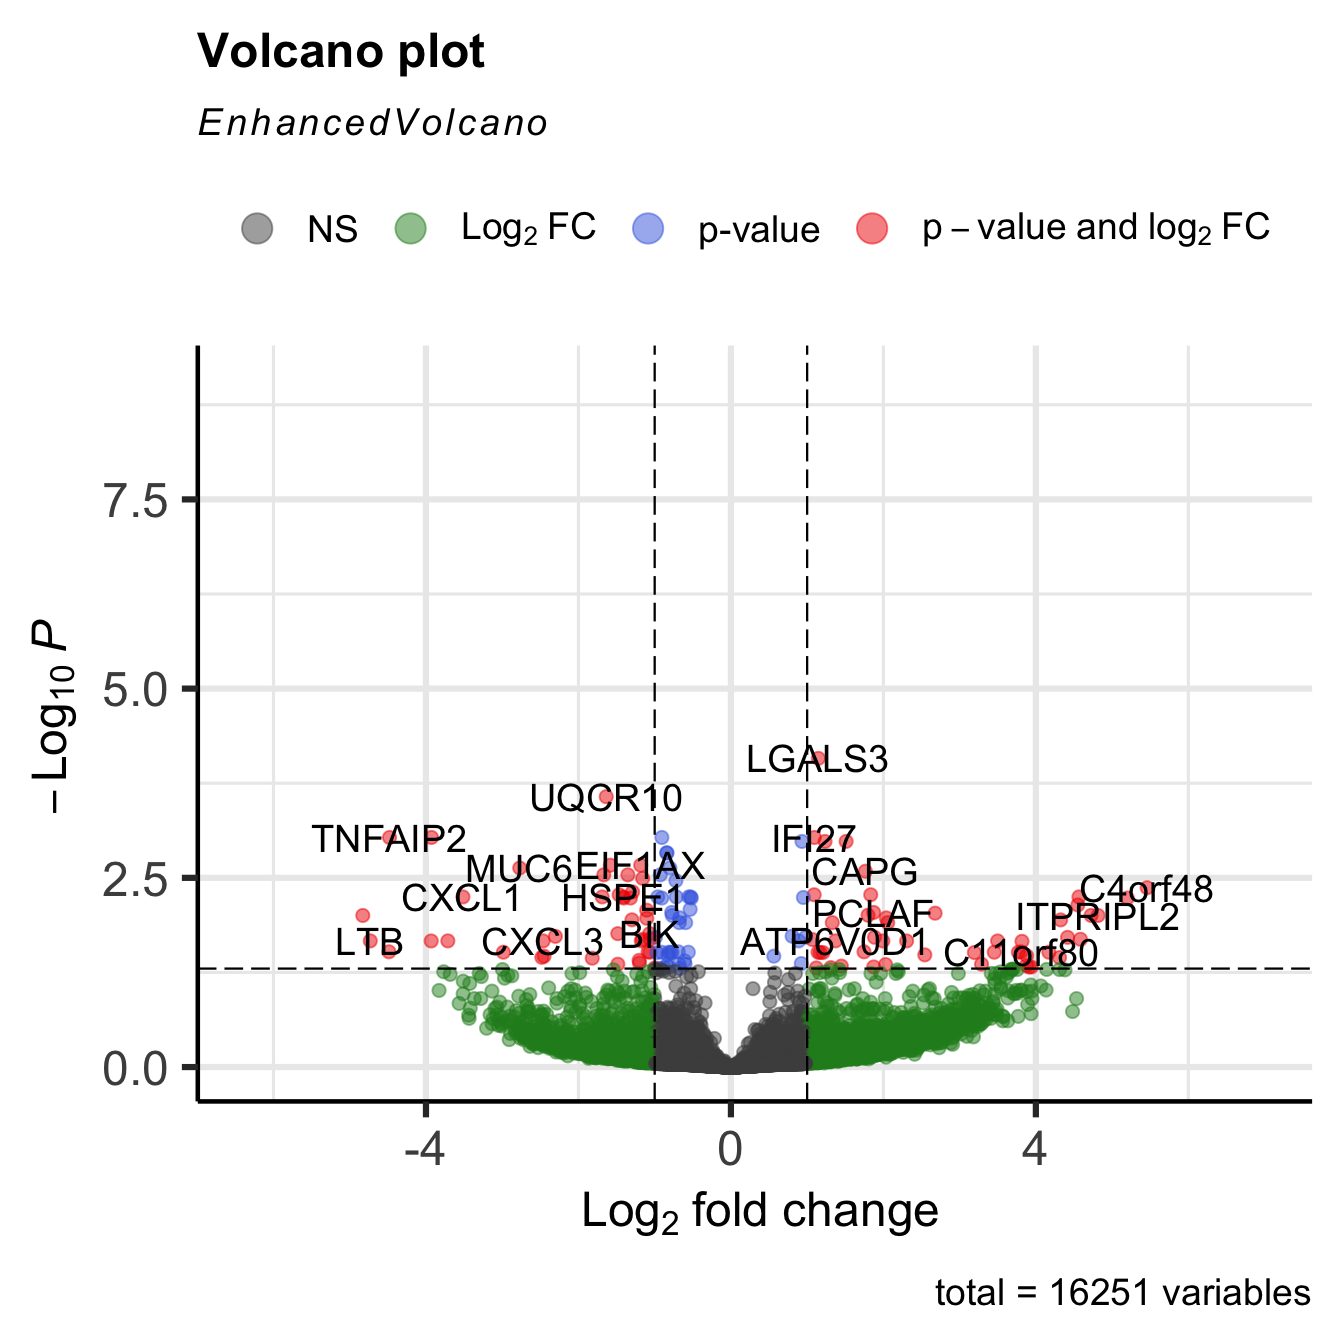 Volcano plot
EnhancedVolcano
NS Log2 FC p-value p – value and log2 FC
–Log10 P
7.5
5.0
2.5
0.0
LGALS3
UQCR10
TNFAIP2
IFI27
MUC6
EIF1AX
CAPG
CXCL1
HSPE1
C4orf48
PCLAF
ITPRIPL2
LTB
CXCL3
BIK
ATP6V0D1
C11orf80
-4 0 4
Log2 fold change
total = 16251 variables